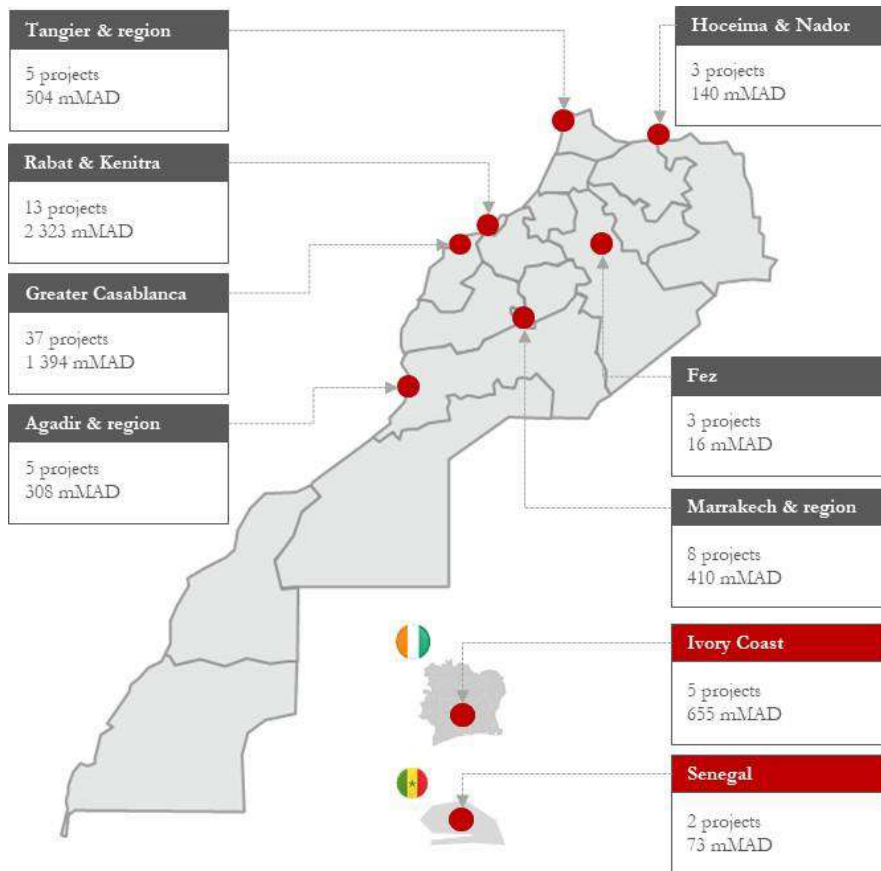 Tangier & region
5 projects
504 mMAD
Hoceima & Nador
3 projects
140 mMAD
Rabat & Kenitra
13 projects
2 323 mMAD
Greater Casablanca
37 projects
1 394 mMAD
Agadir & region
5 projects
308 mMAD
Fez
3 projects
16 mMAD
Marrakech & region
8 projects
410 mMAD
Ivory Coast
5 projects
655 mMAD
Senegal
2 projects
73 mMAD